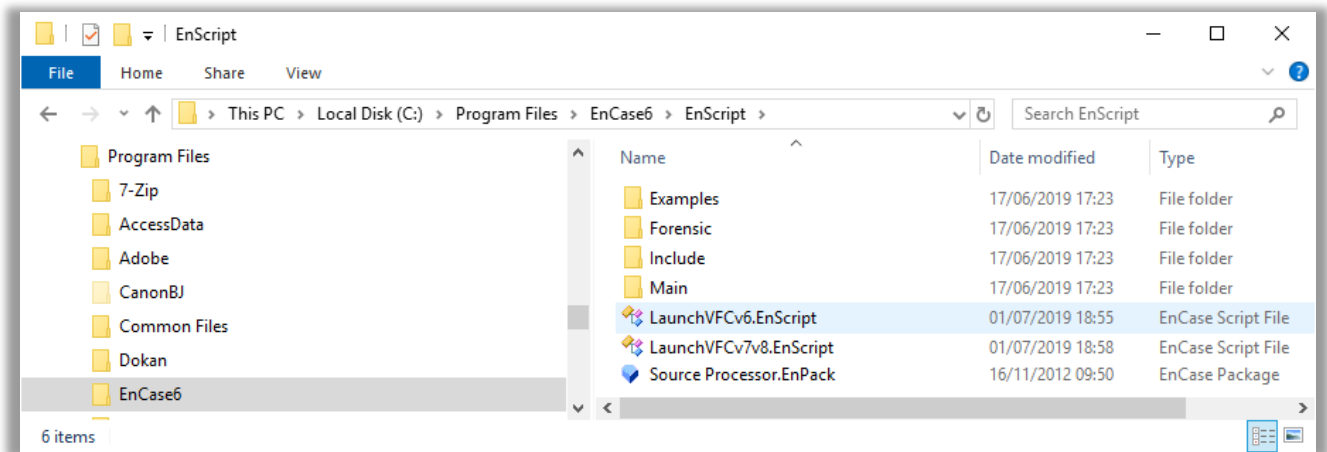 EnScript
File Home Share View
This PC > Local Disk (C:) > Program Files > EnCase6 > EnScript >
Search EnScript
Program Files
7-Zip
AccessData
Adobe
CanonBJ
Common Files
Dokan
EnCase6
Name Date modified Type
Examples 17/06/2019 17:23 File folder
Forensic 17/06/2019 17:23 File folder
Include 17/06/2019 17:23 File folder
Main 17/06/2019 17:23 File folder
LaunchVFCv6.EnScript 01/07/2019 18:55 EnCase Script File
LaunchVFCv7v8.EnScript 01/07/2019 18:58 EnCase Script File
Source Processor.EnPack 16/11/2012 09:50 EnCase Package
6 items